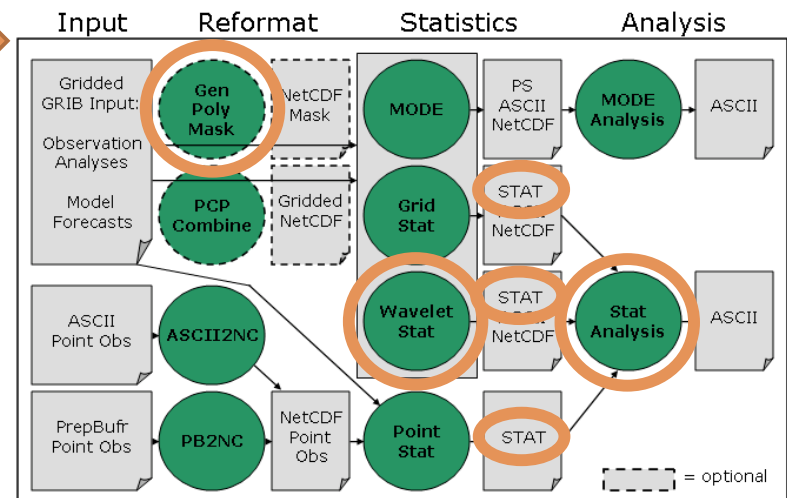 Input
Reformat
Statistics
Analysis
Gridded
GRIB Input:
Observation
Analyses
Model
Forecasts
Gen
Poly
Mask
NetCDF
Mask
MODE
PS
ASCII
NetCDF
MODE
Analysis
ASCII
PCP
Combine
Gridded
NetCDF
Grid
Stat
STAT
NetCDF
Wavelet
Stat
STAT
NetCDF
Stat
Analysis
ASCII
ASCII
Point Obs
ASCII2NC
PrepBufr
Point Obs
PB2NC
NetCDF
Point
Obs
Point
Stat
STAT
= optional